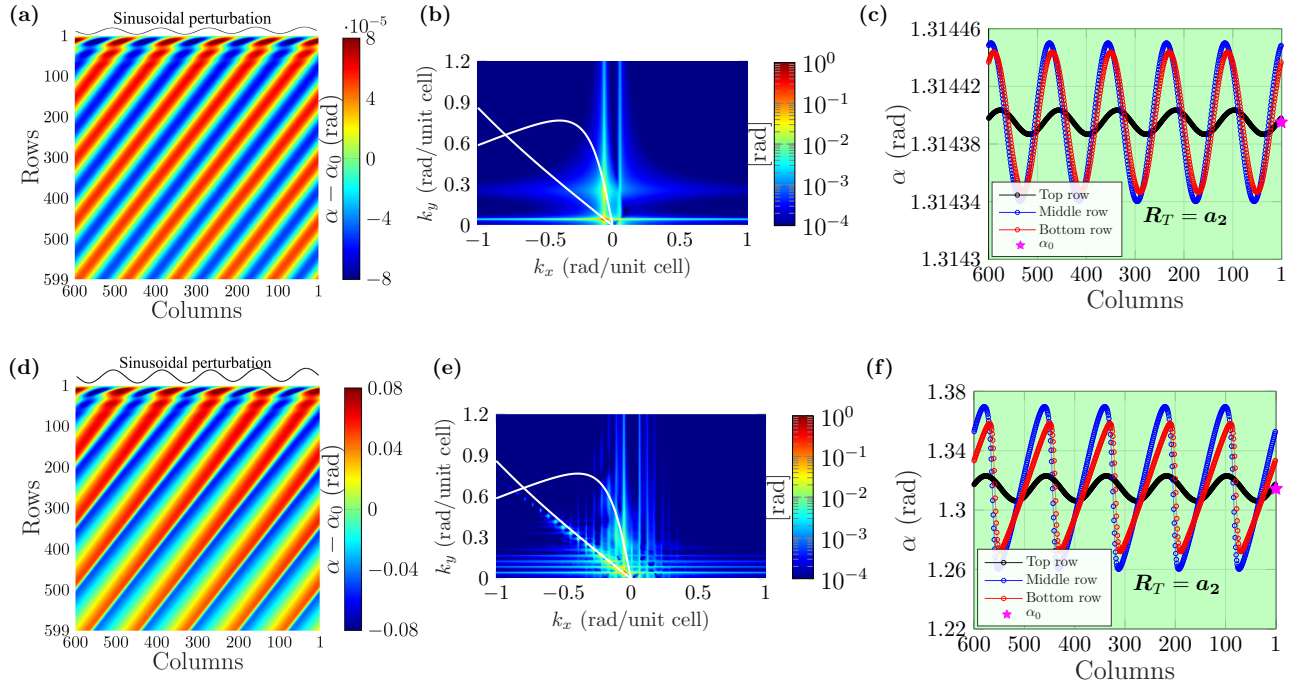 (a)
Sinusoidal perturbation
·10⁻⁵
1
100
200
300
400
500
599
Rows
600 500 400 300 200 100 1
Columns
8
4
0
−4
−8
α − α₀ (rad)
(b)
1.2
0.9
0.6
0.3
0
k_y (rad/unit cell)
−1 −0.5 0 0.5 1
k_x (rad/unit cell)
10⁰
10⁻¹
10⁻²
10⁻³
10⁻⁴
[rad]
(c)
1.31446
1.31442
1.31438
1.31434
1.3143
α (rad)
Top row
Middle row
Bottom row
α₀
R_T = a₂
600 500 400 300 200 100 1
Columns
(d)
Sinusoidal perturbation
1
100
200
300
400
500
599
Rows
600 500 400 300 200 100 1
Columns
0.08
0.04
0.00
−0.04
−0.08
α − α₀ (rad)
(e)
1.2
0.9
0.6
0.3
0
k_y (rad/unit cell)
−1 −0.5 0 0.5 1
k_x (rad/unit cell)
10⁰
10⁻¹
10⁻²
10⁻³
10⁻⁴
[rad]
(f)
1.38
1.34
1.3
1.26
1.22
α (rad)
Top row
Middle row
Bottom row
α₀
R_T = a₂
600 500 400 300 200 100 1
Columns